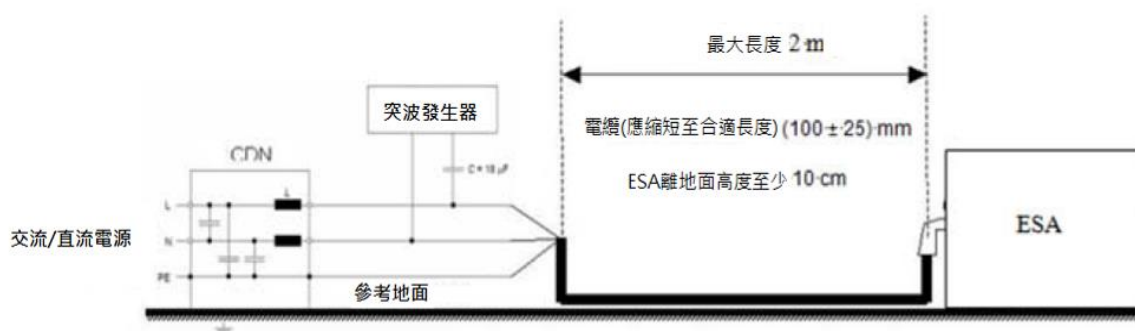 最大長度 2·m
突波發生器
電纜(應縮短至合適長度) (100 ± ·25)·mm
CDN
C = 18 µF
ESA離地面高度至少 10·cm
L
L
ESA
交流/直流電源
N
PE
參考地面